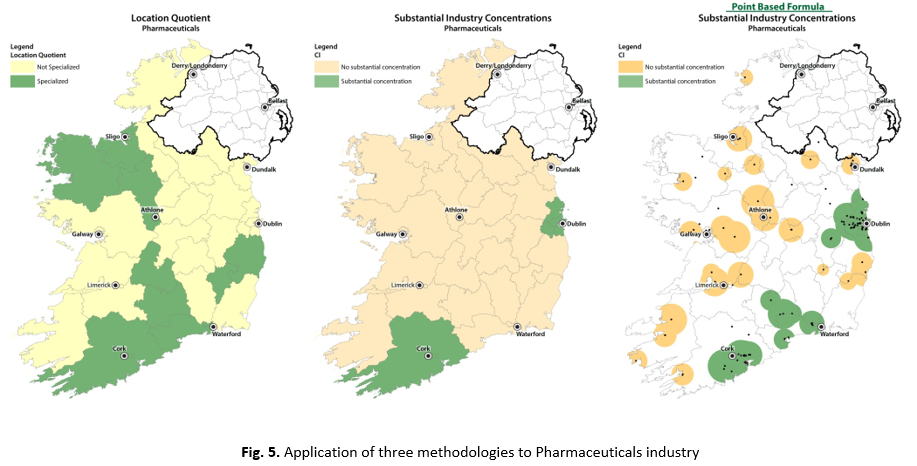 Location Quotient
Pharmaceuticals
Legend
Location Quotient
Not Specialized
Specialized
Derry/Londonderry
Belfast
Sligo
Dundalk
Athlone
Dublin
Galway
Limerick
Waterford
Cork
Substantial Industry Concentrations
Pharmaceuticals
Legend
CI
No substantial concentration
Substantial concentration
Derry/Londonderry
Belfast
Sligo
Dundalk
Athlone
Dublin
Galway
Limerick
Waterford
Cork
Point Based Formula
Substantial Industry Concentrations
Pharmaceuticals
Legend
CI
No substantial concentration
Substantial concentration
Derry/Londonderry
Belfast
Sligo
Dundalk
Athlone
Dublin
Galway
Limerick
Waterford
Cork
Fig. 5. Application of three methodologies to Pharmaceuticals industry